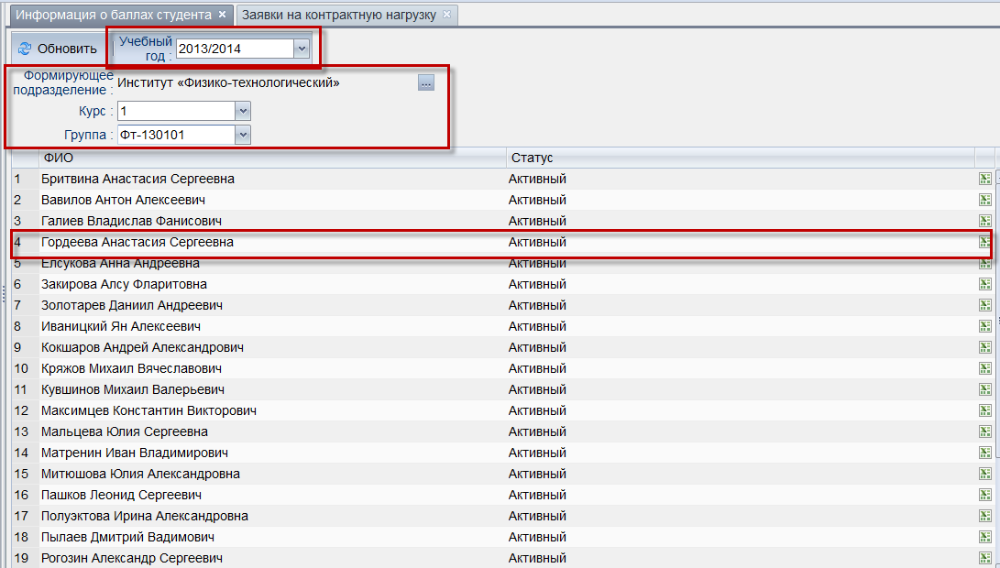 Информация о баллах студента × Заявки на контрактную нагрузку ×
Обновить Учебный год : 2013/2014
Формирующее подразделение : Институт «Физико-технологический» ...
Курс : 1
Группа : Фт-130101
ФИО Статус
1 Бритвина Анастасия Сергеевна Активный
2 Вавилов Антон Алексеевич Активный
3 Галиев Владислав Фанисович Активный
4 Гордеева Анастасия Сергеевна Активный
5 Елсукова Анна Андреевна Активный
6 Закирова Алсу Фларитовна Активный
7 Золотарев Даниил Андреевич Активный
8 Иваницкий Ян Алексеевич Активный
9 Кокшаров Андрей Александрович Активный
10 Кряжов Михаил Вячеславович Активный
11 Кувшинов Михаил Валерьевич Активный
12 Максимцев Константин Викторович Активный
13 Мальцева Юлия Сергеевна Активный
14 Матренин Иван Владимирович Активный
15 Митюшова Юлия Александровна Активный
16 Пашков Леонид Сергеевич Активный
17 Полуэктова Ирина Александровна Активный
18 Пылаев Дмитрий Вадимович Активный
19 Рогозин Александр Сергеевич Активный